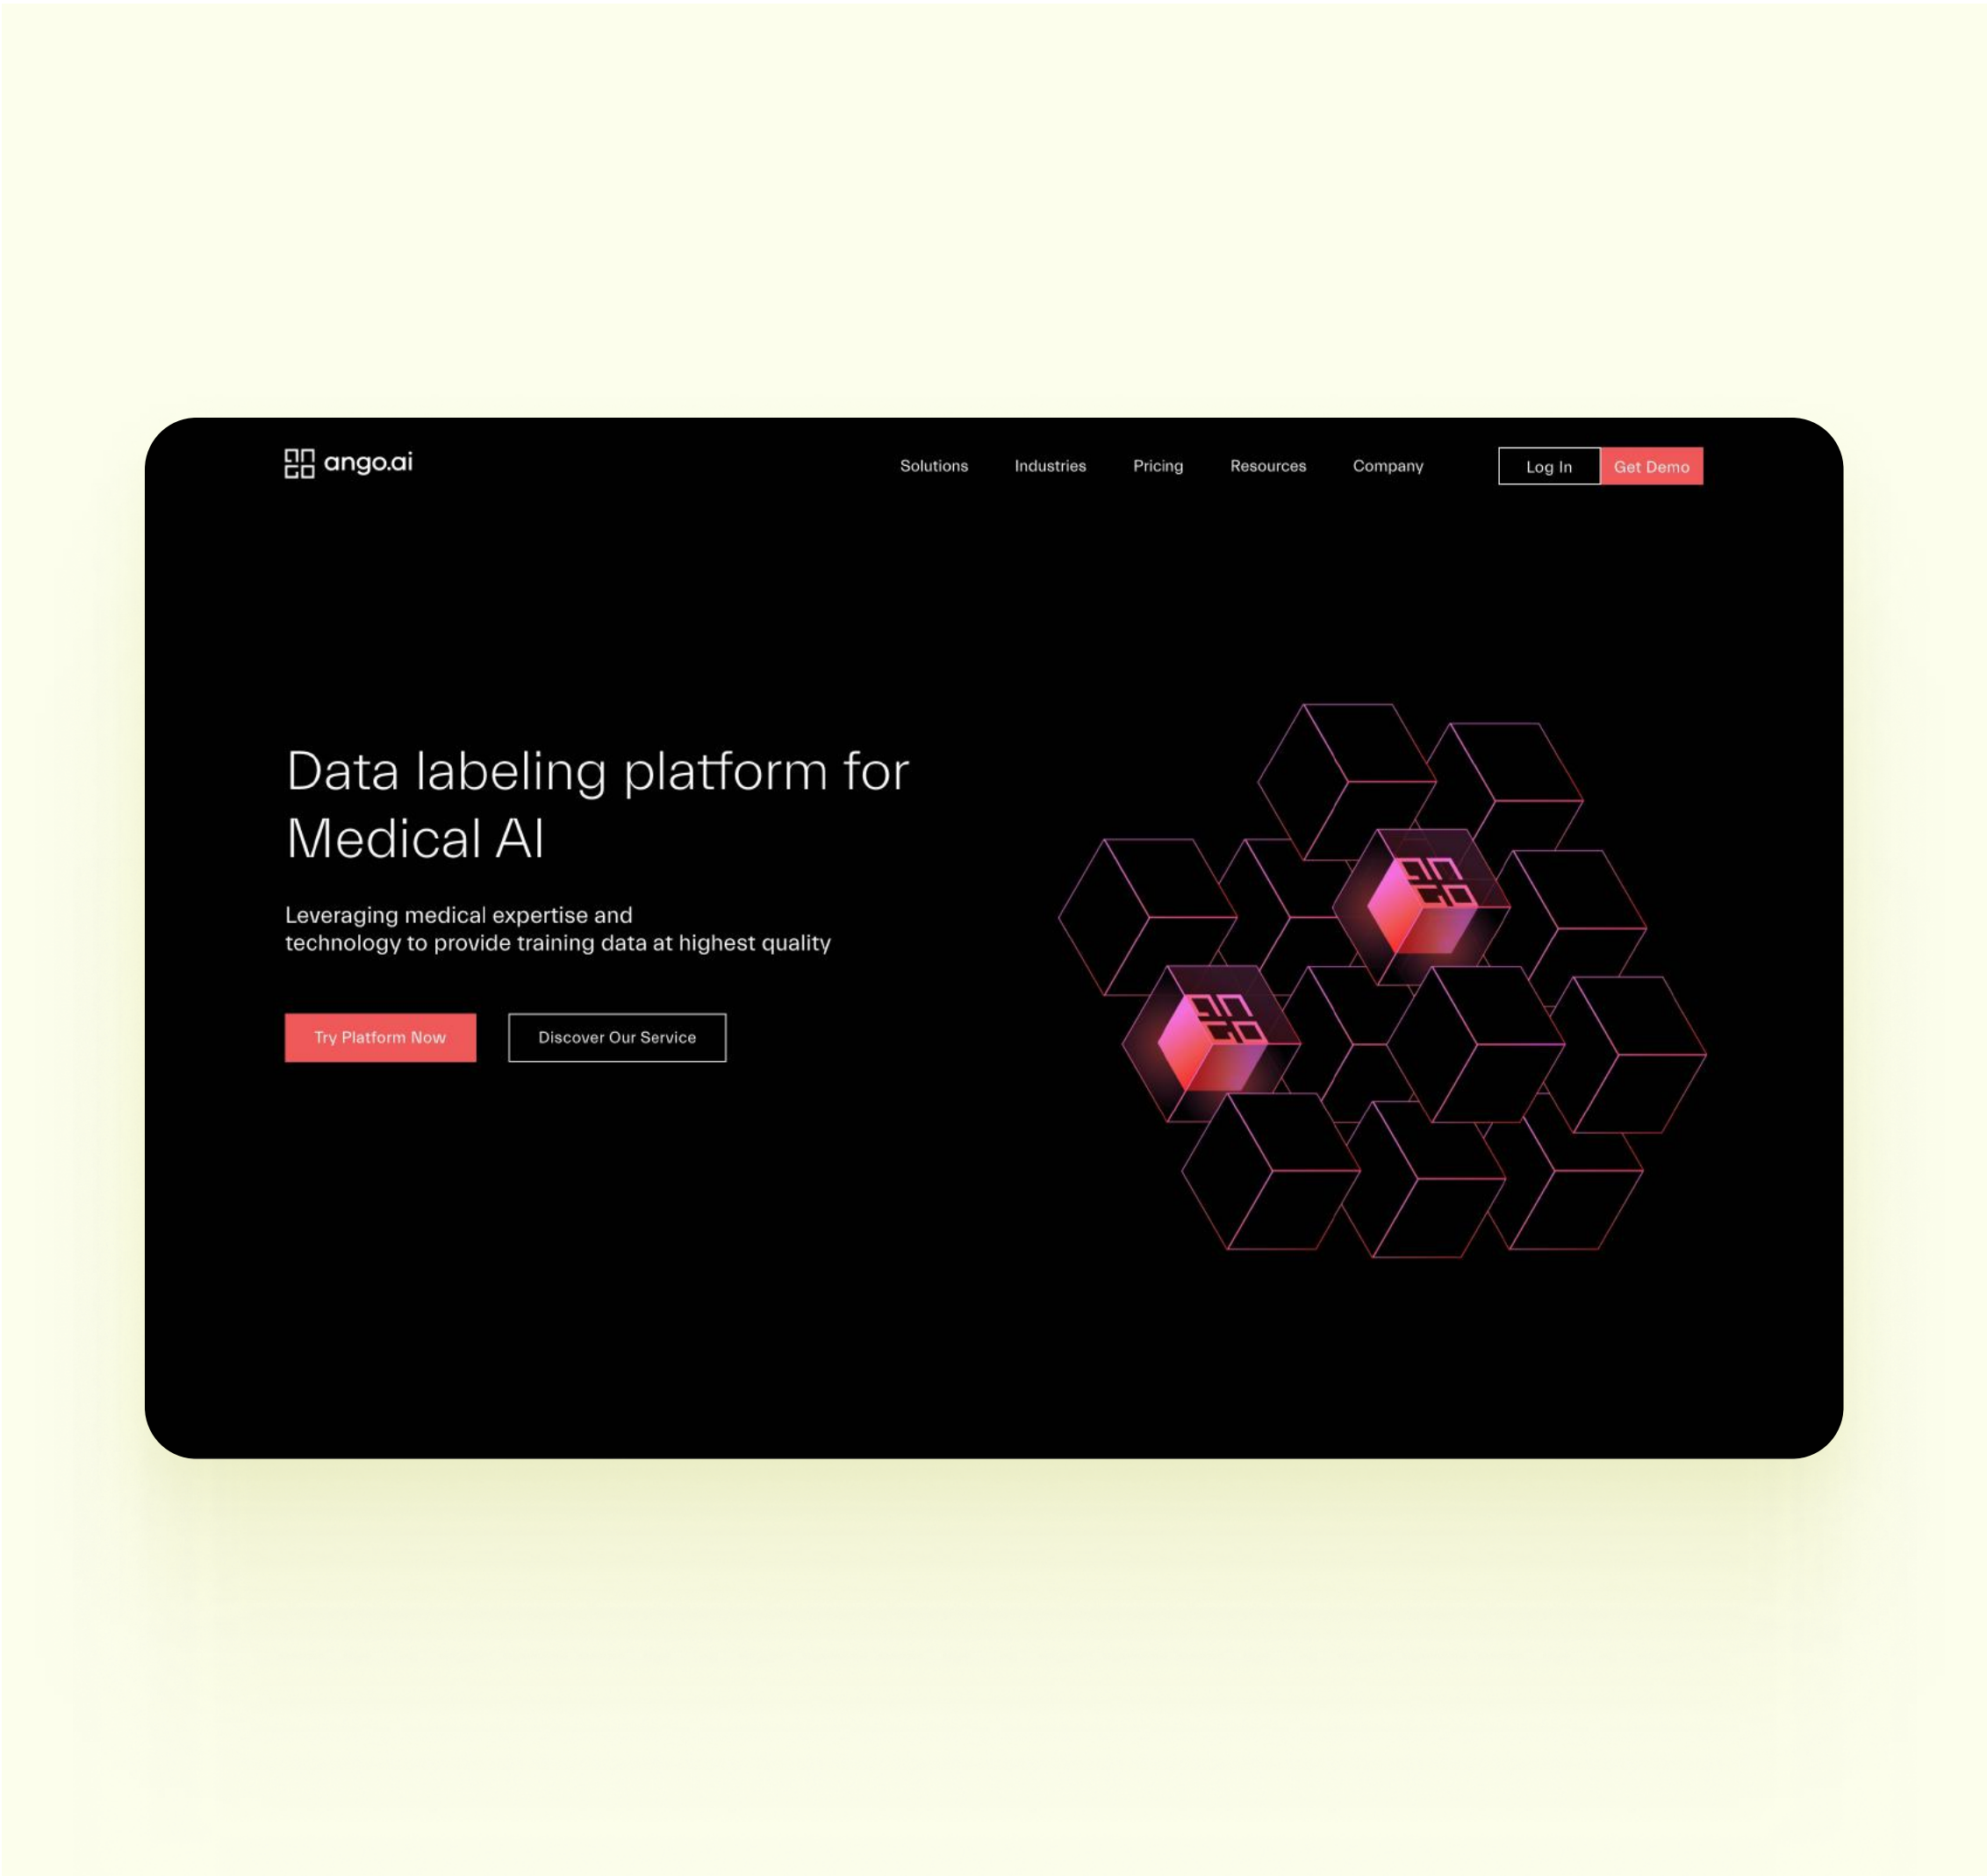 ango.ai
Solutions
Industries
Pricing
Resources
Company
Log In
Get Demo
Data labeling platform for
Medical AI
Leveraging medical expertise and
technology to provide training data at highest quality
Try Platform Now
Discover Our Service